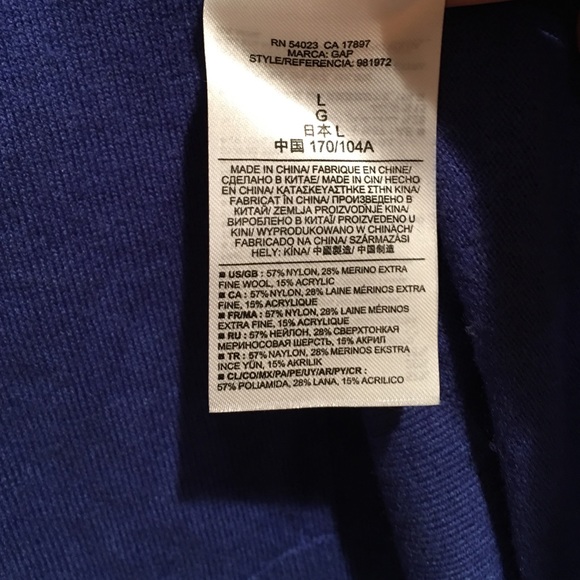 RN 54023 CA 17897
MARCA: GAP
STYLE/REFERENCIA: 981972
L
G
日本 L
中国 170/104A
MADE IN CHINA/ FABRIQUE EN CHINE/
СДЕЛАНО В КИТАЕ/ MADE IN CIN/ HECHO
EN CHINA/ ΚΑΤΑΣΚΕΥΑΣΤΗΚΕ ΣΤΗΝ ΚΙΝΑ/
FABRICAT ÎN CHINA/ ПРОИЗВЕДЕНО В
КИТАЙ/ ZEMLJA PROIZVODNJE KINA/
ВИРОБЛЕНО В КИТАЇ/ PROIZVEDENO U
KINI/ WYPRODUKOWANO W CHINACH/
FABRICADO NA CHINA/ SZÁRMAZÁSI
HELY: KÍNA/ 中國製造/ 中国制造
■ US/GB : 57% NYLON, 28% MERINO EXTRA
FINE WOOL, 15% ACRYLIC
■ CA : 57% NYLON, 28% LAINE MÉRINOS EXTRA
FINE, 15% ACRYLIQUE
■ FR/MA : 57% NYLON, 28% LAINE MÉRINOS
EXTRA FINE, 15% ACRYLIQUE
■ RU : 57% НЕЙЛОН, 28% СВЕРХТОНКАЯ
МЕРИНОСОВАЯ ШЕРСТЬ, 15% АКРИЛ
■ TR : 57% NAYLON, 28% MERINOS EKSTRA
INCE YÜN, 15% AKRILIK
■ CL/CO/MX/PA/PE/UY/AR/PY/CR :
57% POLIAMIDA, 28% LANA, 15% ACRILICO